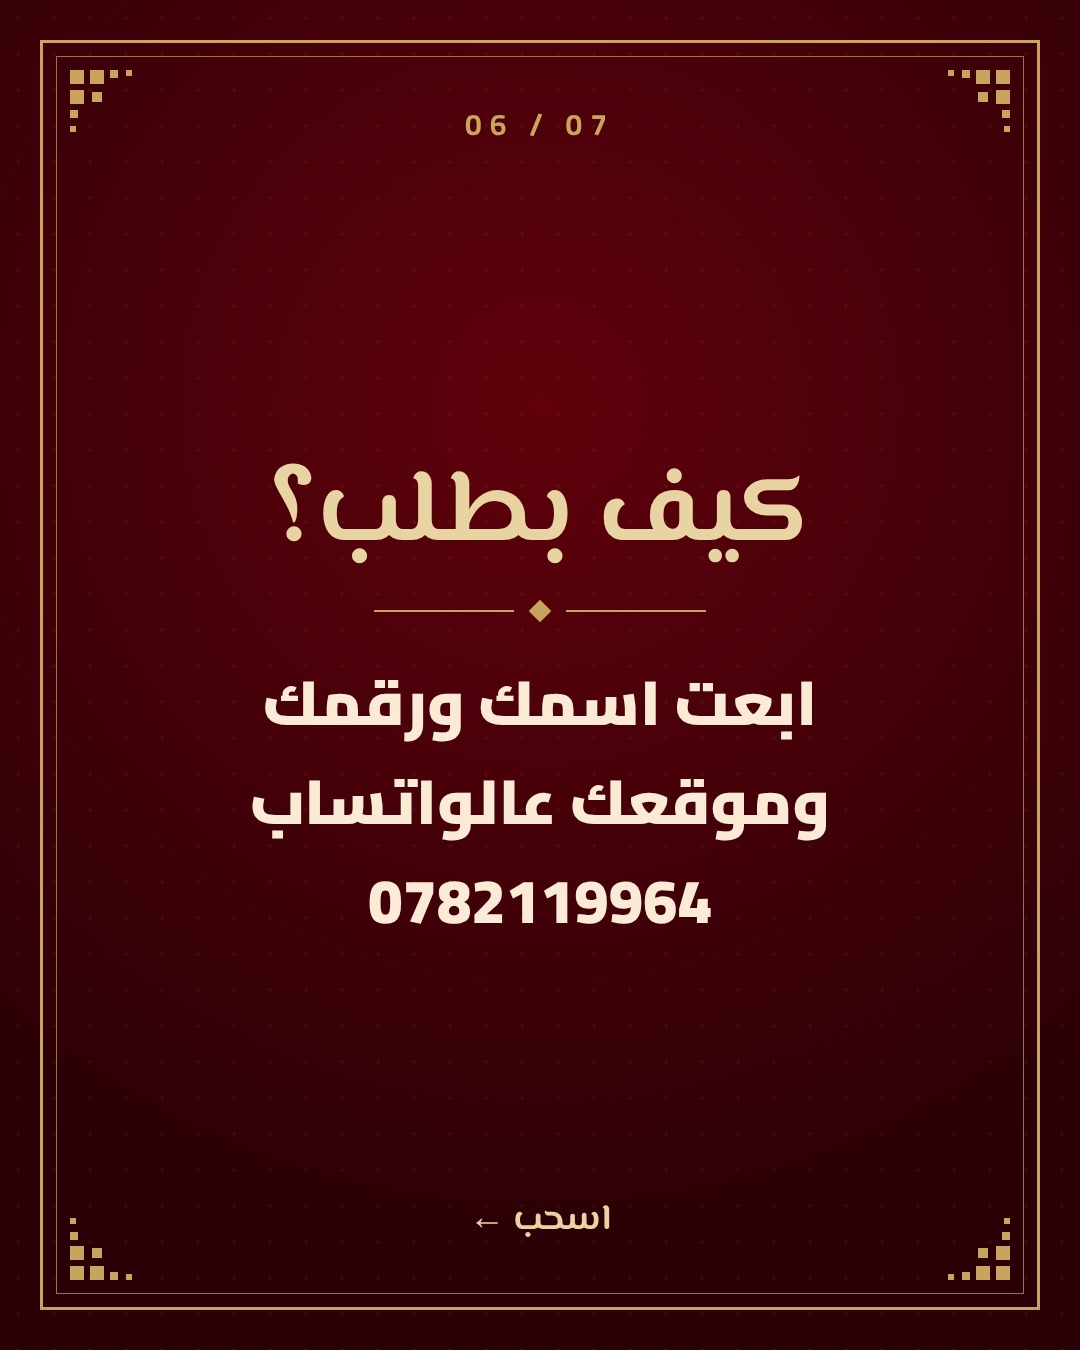 06 / 07
كيف بطلب؟
ابعت اسمك ورقمك
وموقعك عالواتساب
0782119964
اسحب ←